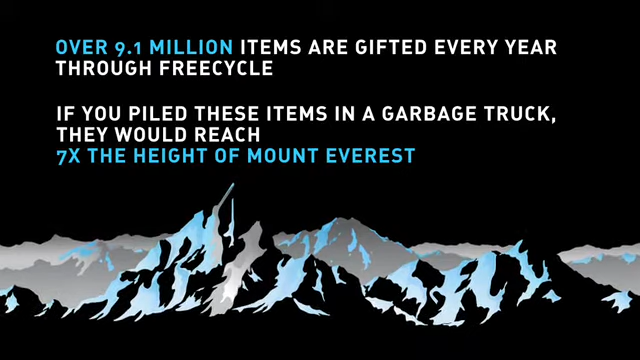 OVER 9.1 MILLION ITEMS ARE GIFTED EVERY YEAR
THROUGH FREECYCLE
IF YOU PILED THESE ITEMS IN A GARBAGE TRUCK,
THEY WOULD REACH
7X THE HEIGHT OF MOUNT EVEREST